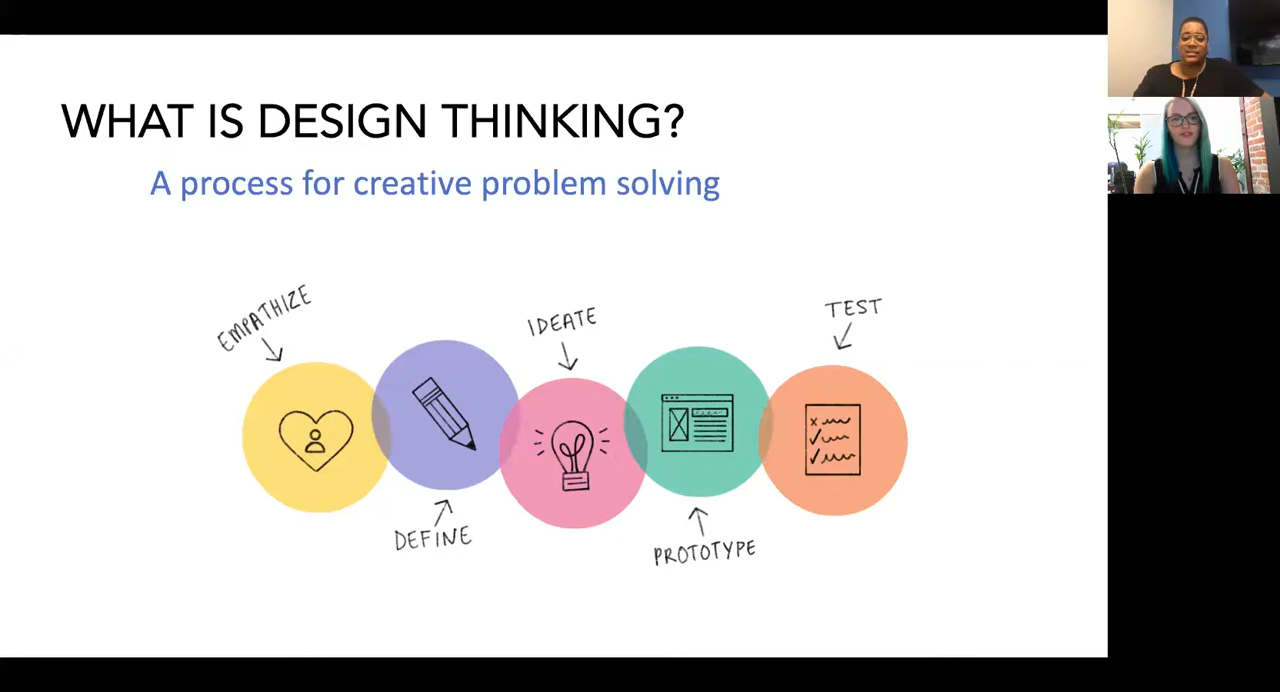 WHAT IS DESIGN THINKING?
A process for creative problem solving
EMPATHIZE
IDEATE
TEST
DEFINE
PROTOTYPE